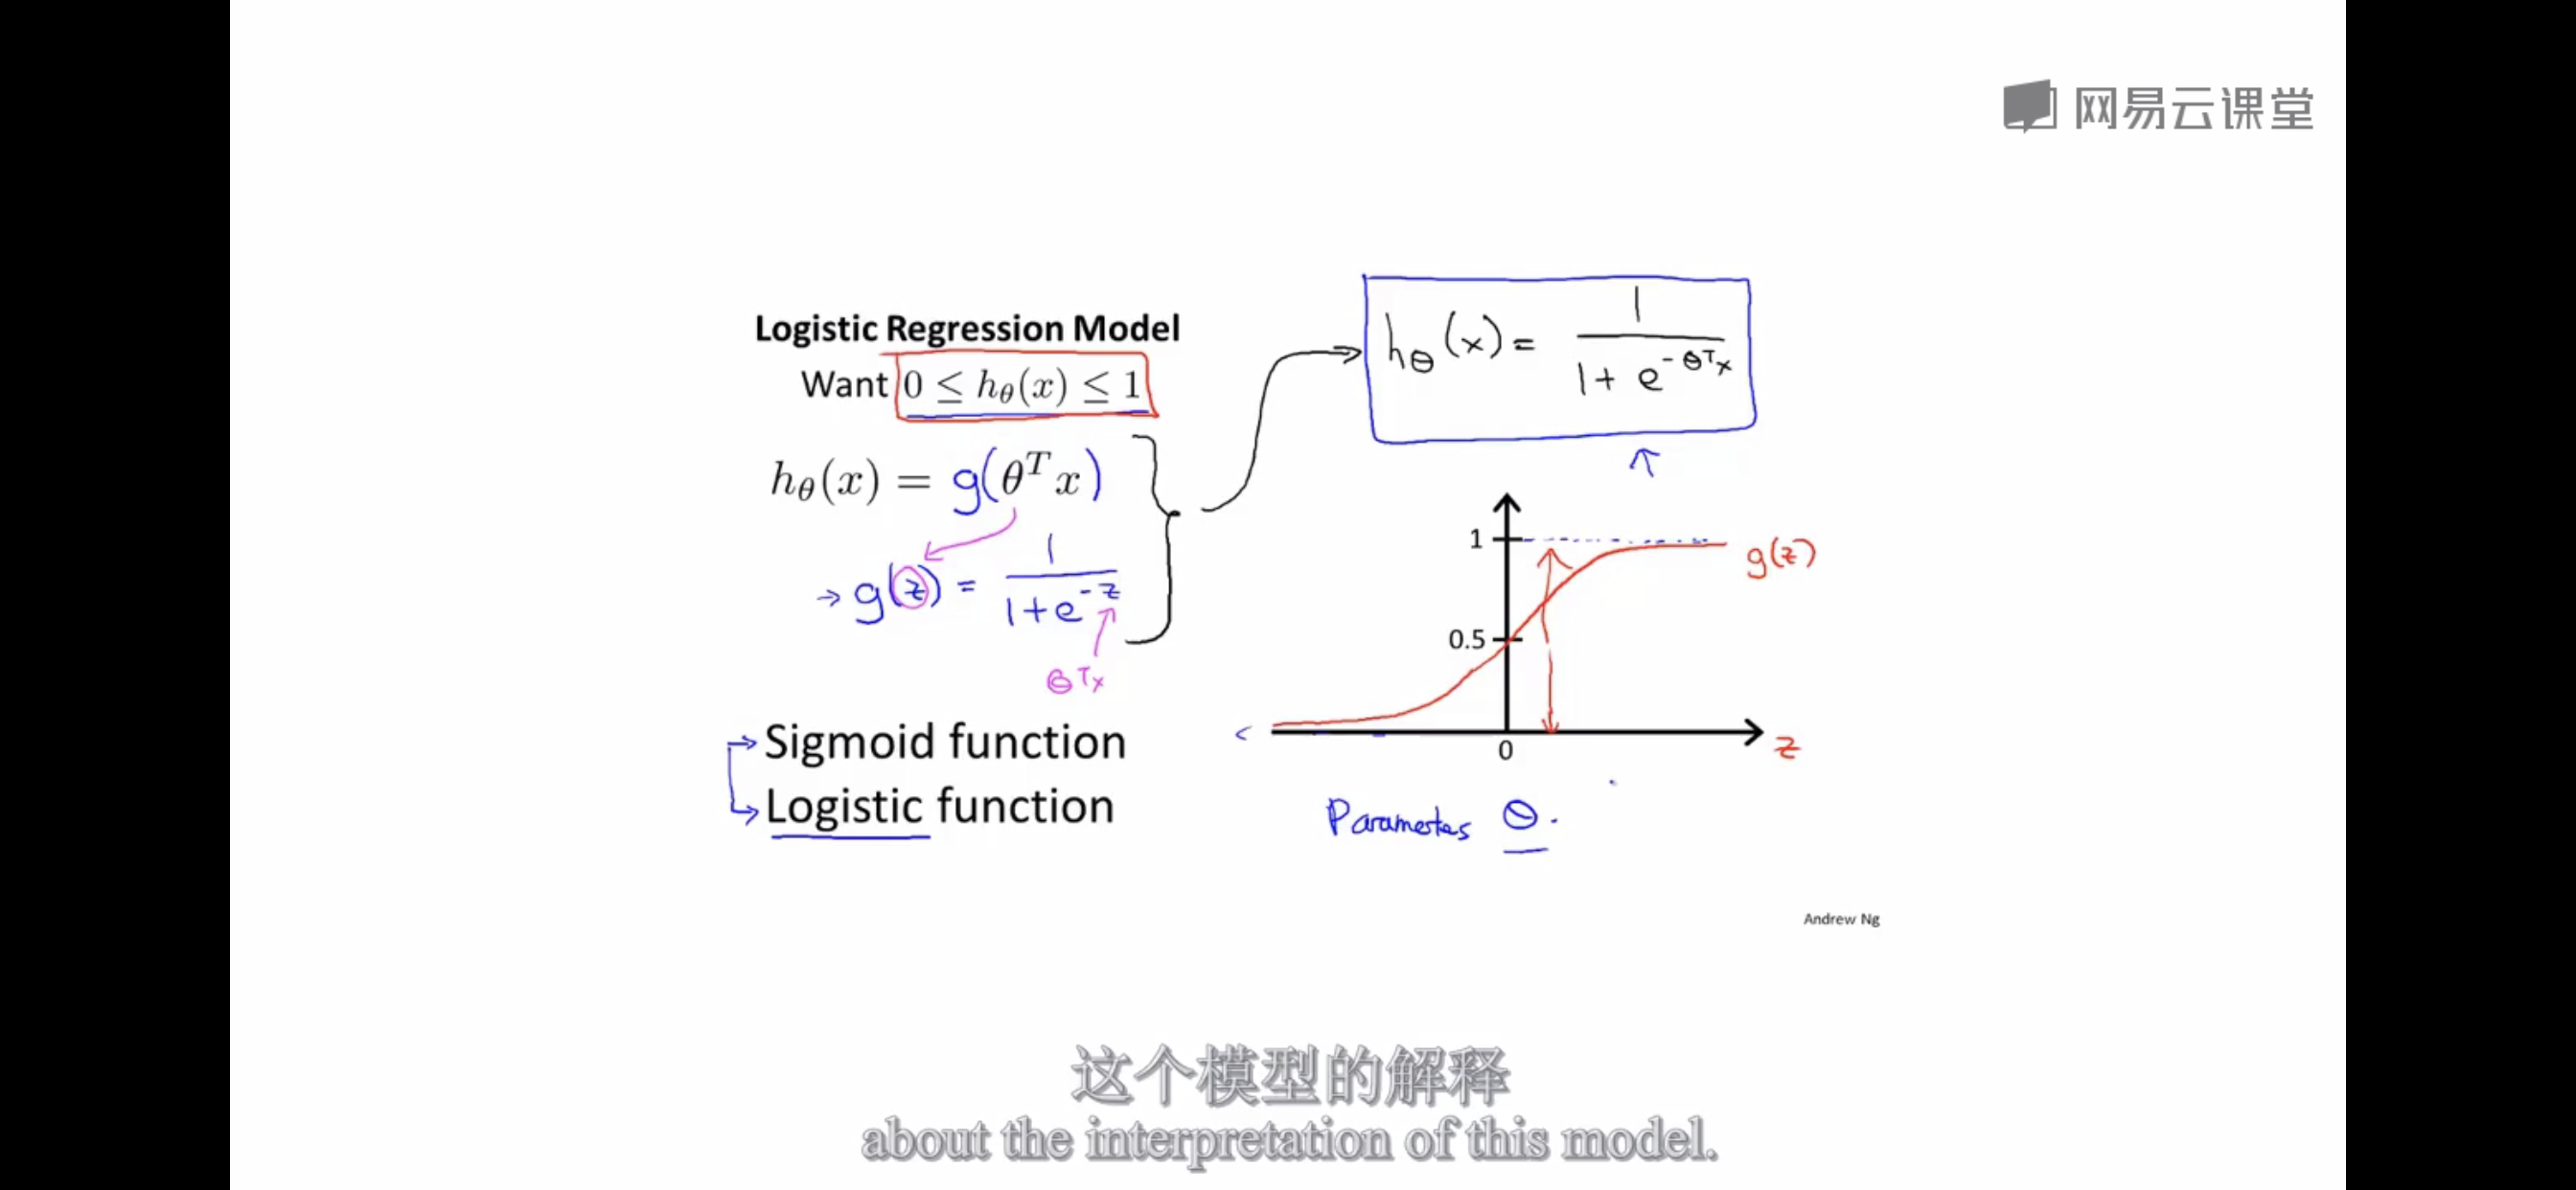 网易云课堂
Logistic Regression Model
Want 0 ≤ hθ(x) ≤ 1
hθ(x) = g(θᵀx)
→ g(z) = 1 / (1 + e^-z)
θᵀx
→ Sigmoid function
→ Logistic function
hθ(x) = 1 / (1 + e^-θᵀx)
1
g(z)
0.5
0
z
Parameters θ.
Andrew Ng
这个模型的解释
about the interpretation of this model.